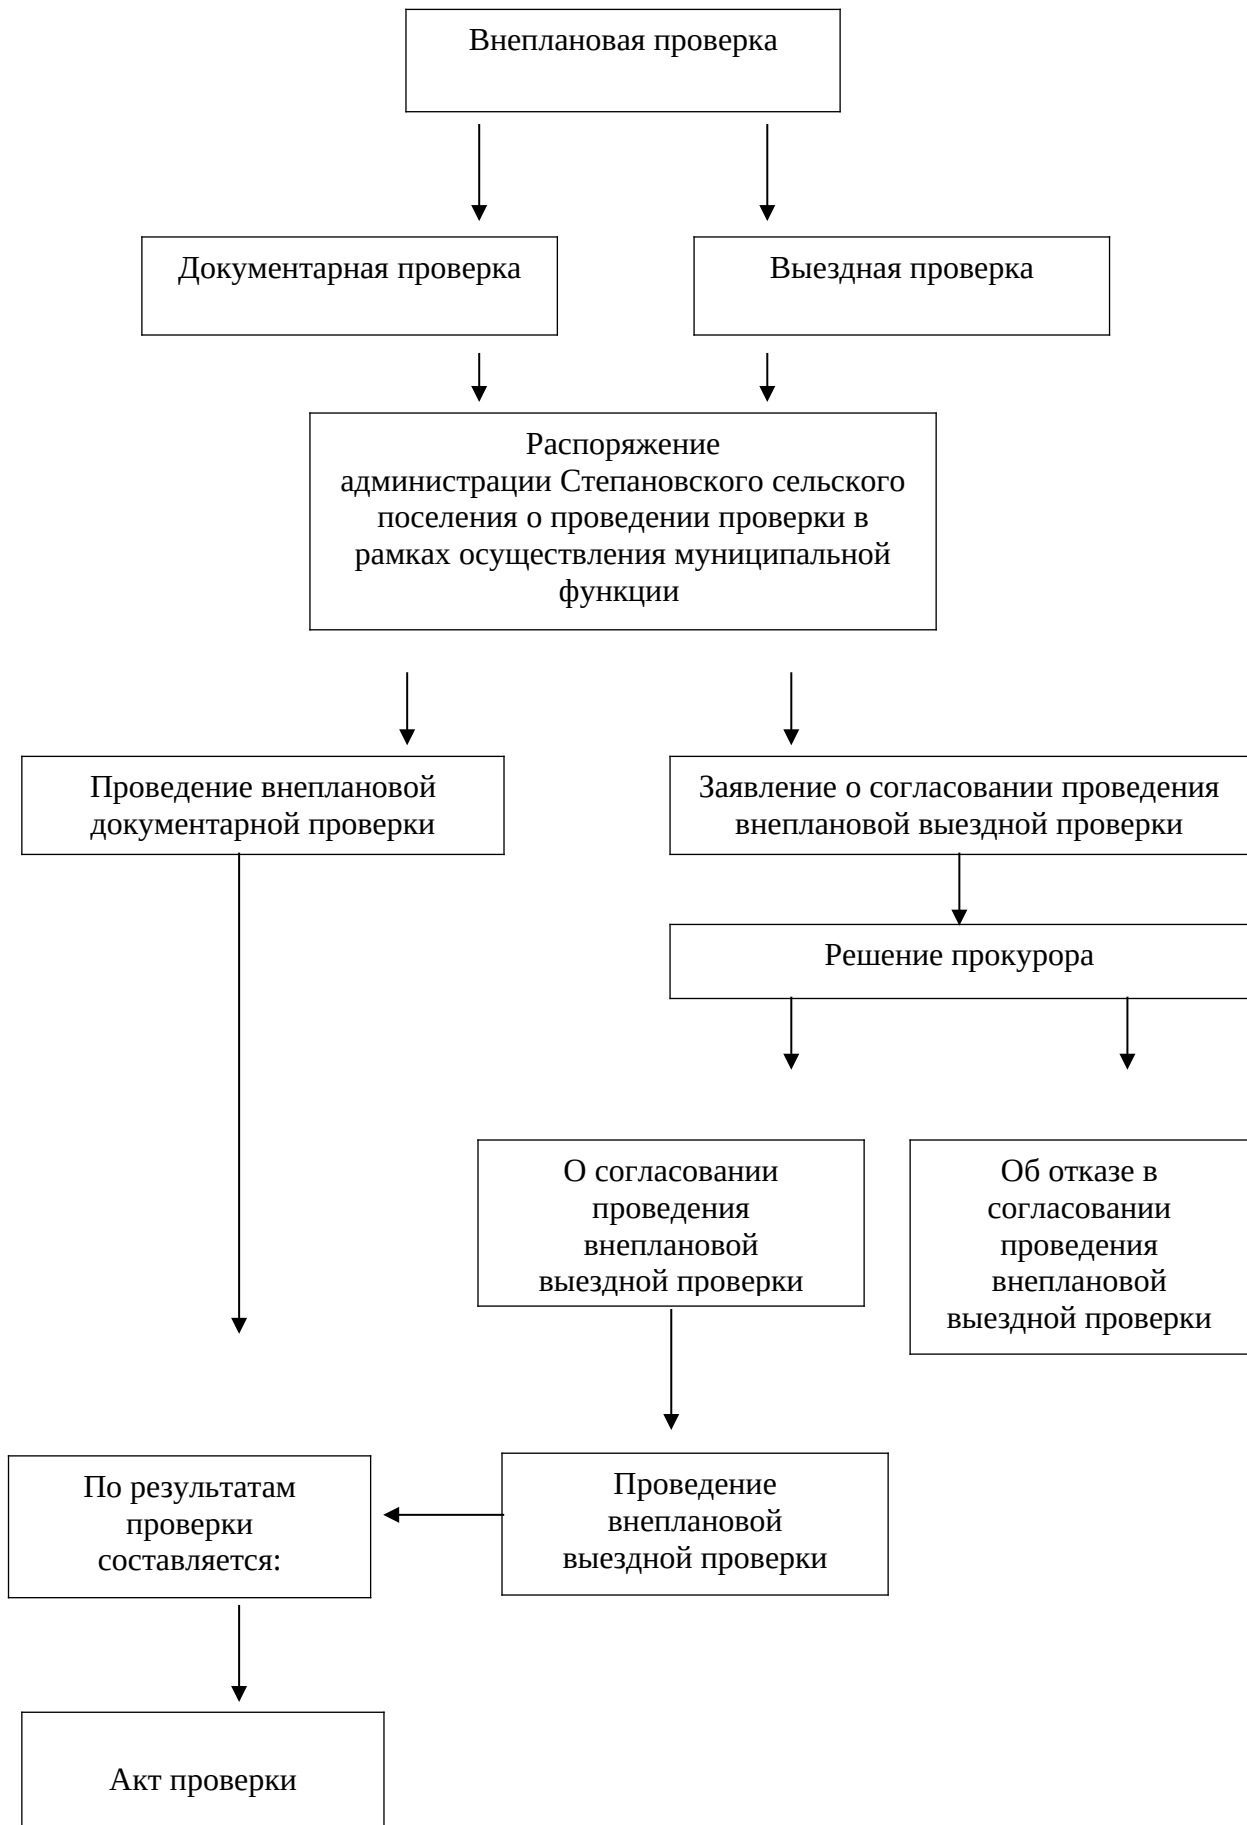 Внеплановая проверка
Документарная проверка
Выездная проверка
Распоряжение
администрации Степановского сельского
поселения о проведении проверки в
рамках осуществления муниципальной
функции
Проведение внеплановой
документарной проверки
Заявление о согласовании проведения
внеплановой выездной проверки
Решение прокурора
О согласовании
проведения
внеплановой
выездной проверки
Об отказе в
согласовании
проведения
внеплановой
выездной проверки
По результатам
проверки
составляется:
Проведение
внеплановой
выездной проверки
Акт проверки